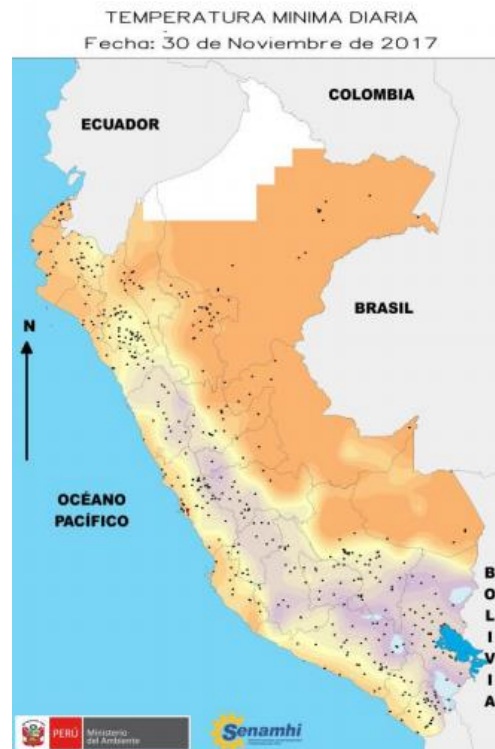 TEMPERATURA MINIMA DIARIA
Fecha: 30 de Noviembre de 2017
COLOMBIA
ECUADOR
BRASIL
N
OCÉANO
PACÍFICO
BOLIVIA
PERÚ
Ministerio
del Ambiente
Senamhi